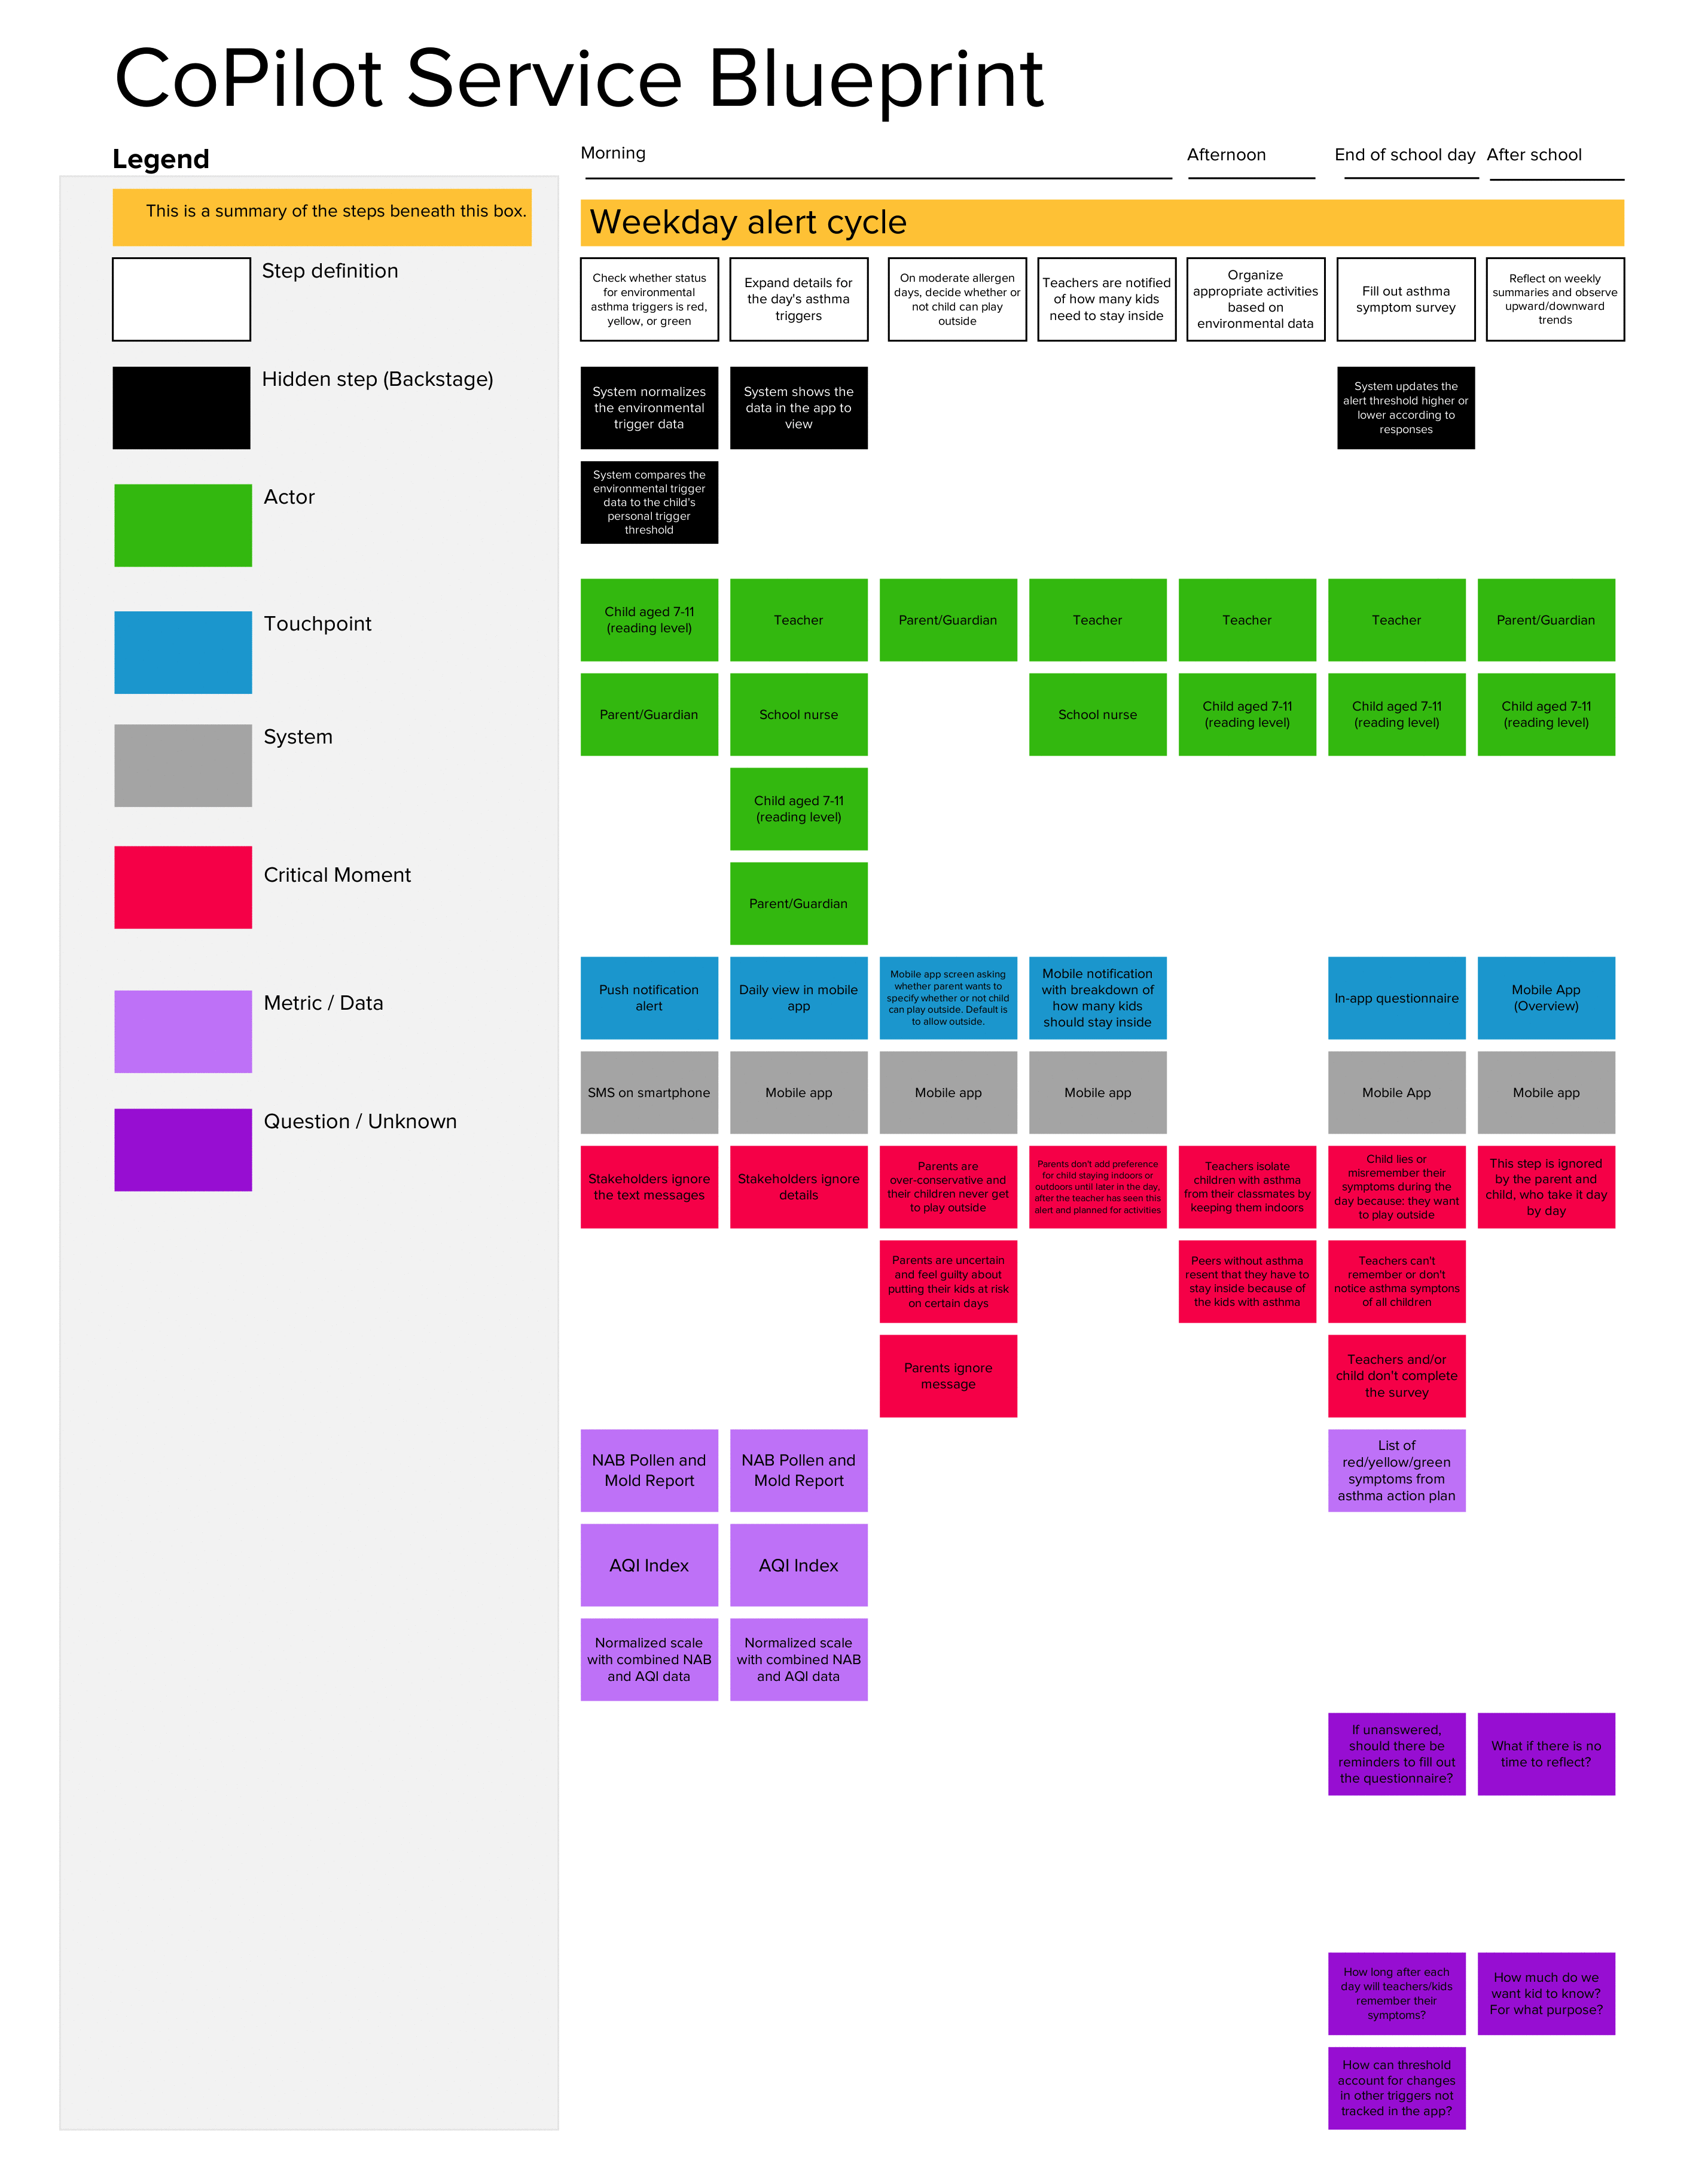 CoPilot Service Blueprint
Legend
Morning
Afternoon
End of school day
After school
This is a summary of the steps beneath this box.
Weekday alert cycle
Step definition
Check whether status
for environmental
asthma triggers is red,
yellow, or green
Expand details for
the day's asthma
triggers
On moderate allergen
days, decide whether or
not child can play
outside
Teachers are notified
of how many kids
need to stay inside
Organize
appropriate activities
based on
environmental data
Fill out asthma
symptom survey
Reflect on weekly
summaries and observe
upward/downward
trends
Hidden step (Backstage)
System normalizes
the environmental
trigger data
System shows the
data in the app to
view
System updates the
alert threshold higher or
lower according to
responses
System compares the
environmental trigger
data to the child's
personal trigger
threshold
Actor
Child aged 7-11
(reading level)
Teacher
Parent/Guardian
Teacher
Teacher
Teacher
Parent/Guardian
Parent/Guardian
School nurse
School nurse
Child aged 7-11
(reading level)
Child aged 7-11
(reading level)
Child aged 7-11
(reading level)
Child aged 7-11
(reading level)
Parent/Guardian
Touchpoint
Push notification
alert
Daily view in mobile
app
Mobile app screen asking
whether parent wants to
specify whether or not child
can play outside. Default is
to allow outside.
Mobile notification
with breakdown of
how many kids
should stay inside
In-app questionnaire
Mobile App
(Overview)
System
SMS on smartphone
Mobile app
Mobile app
Mobile app
Mobile App
Mobile app
Critical Moment
Stakeholders ignore
the text messages
Stakeholders ignore
details
Parents are
over-conservative and
their children never get
to play outside
Parents don't add preference
for child staying indoors or
outdoors until later in the day,
after the teacher has seen this
alert and planned for activities
Teachers isolate
children with asthma
from their classmates by
keeping them indoors
Child lies or
misremember their
symptoms during the
day because: they want
to play outside
This step is ignored
by the parent and
child, who take it day
by day
Parents are uncertain
and feel guilty about
putting their kids at risk
on certain days
Peers without asthma
resent that they have to
stay inside because of
the kids with asthma
Teachers can't
remember or don't
notice asthma symptons
of all children
Parents ignore
message
Teachers and/or
child don't complete
the survey
Metric / Data
NAB Pollen and
Mold Report
NAB Pollen and
Mold Report
List of
red/yellow/green
symptoms from
asthma action plan
AQI Index
AQI Index
Normalized scale
with combined NAB
and AQI data
Normalized scale
with combined NAB
and AQI data
Question / Unknown
If unanswered,
should there be
reminders to fill out
the questionnaire?
What if there is no
time to reflect?
How long after each
day will teachers/kids
remember their
symptoms?
How much do we
want kid to know?
For what purpose?
How can threshold
account for changes
in other triggers not
tracked in the app?